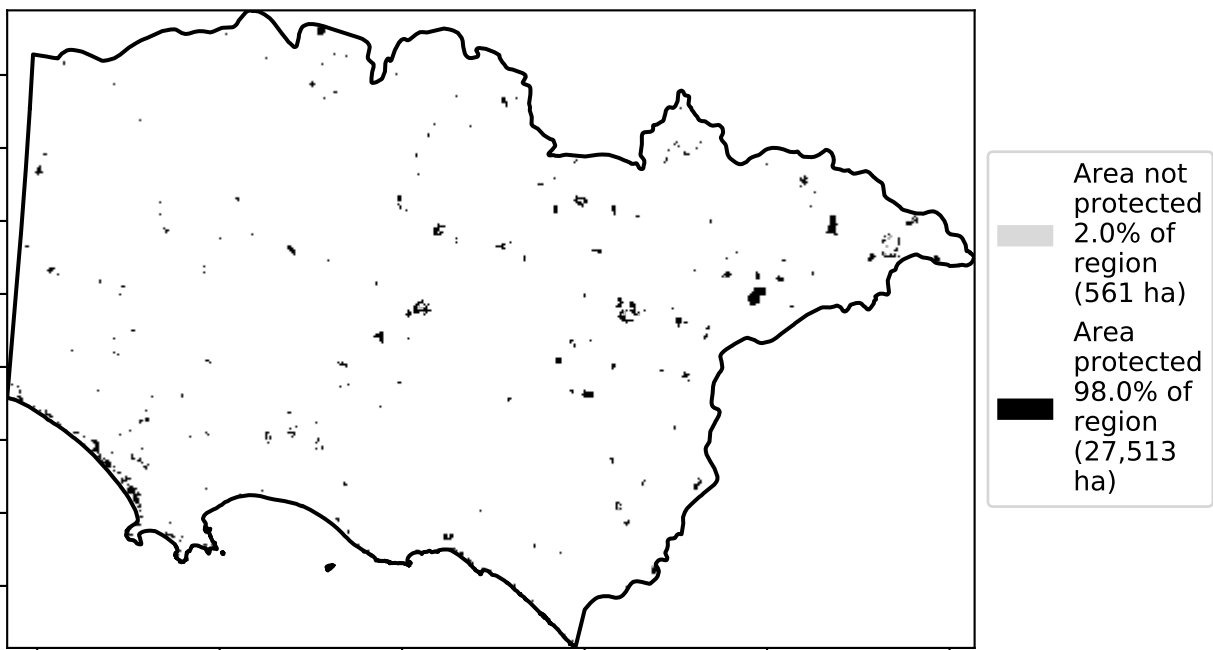 Area not
protected
2.0% of
region
(561 ha)
Area
protected
98.0% of
region
(27,513
ha)